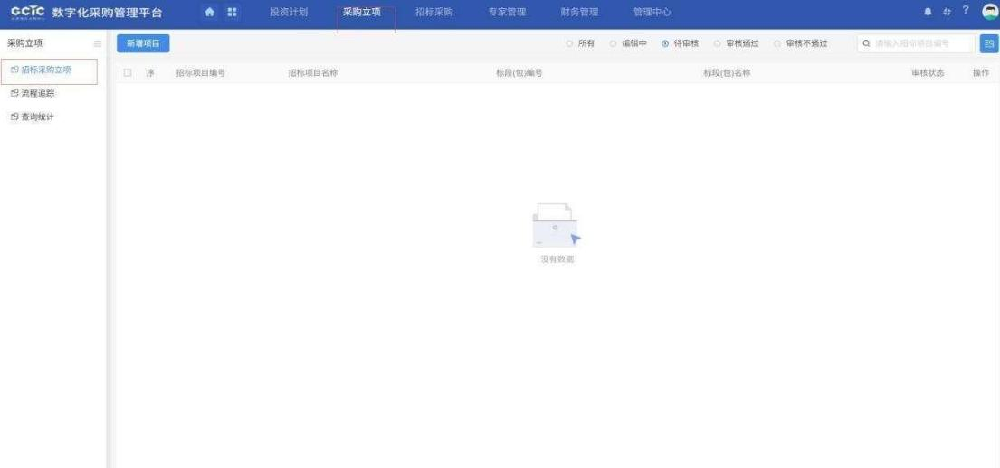 GCTC 数字化采购管理平台 投资计划 采购立项 招标采购 专家管理 财务管理 管理中心 ?
采购立项
新增项目 所有 编辑中 待审核 审核通过 审核不通过 请输入招标项目编号
招标采购立项
流程追踪
查询统计
序 招标项目编号 招标项目名称 标段(包)编号 标段(包)名称 审核状态 操作
没有数据